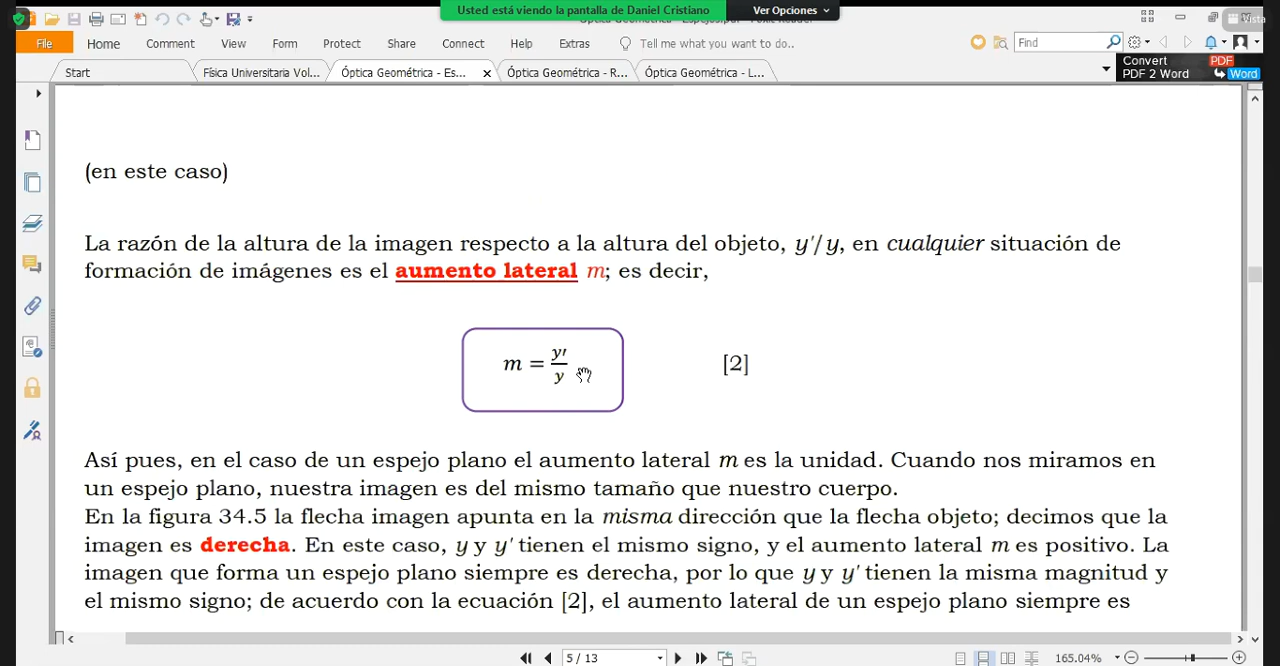 Usted está viendo la pantalla de Daniel Cristiano
Ver Opciones
Vista
File Home Comment View Form Protect Share Connect Help Extras Tell me what you want to do.. Find
Start Física Universitaria Vol... Óptica Geométrica - Es... × Óptica Geométrica - R... Óptica Geométrica - L...
Convert PDF
PDF 2 Word Word
(en este caso)
La razón de la altura de la imagen respecto a la altura del objeto, y'/y, en cualquier situación de
formación de imágenes es el aumento lateral m; es decir,
m = y′/y [2]
Así pues, en el caso de un espejo plano el aumento lateral m es la unidad. Cuando nos miramos en
un espejo plano, nuestra imagen es del mismo tamaño que nuestro cuerpo.
En la figura 34.5 la flecha imagen apunta en la misma dirección que la flecha objeto; decimos que la
imagen es derecha. En este caso, y y y' tienen el mismo signo, y el aumento lateral m es positivo. La
imagen que forma un espejo plano siempre es derecha, por lo que y y y' tienen la misma magnitud y
el mismo signo; de acuerdo con la ecuación [2], el aumento lateral de un espejo plano siempre es
5 / 13 165.04%